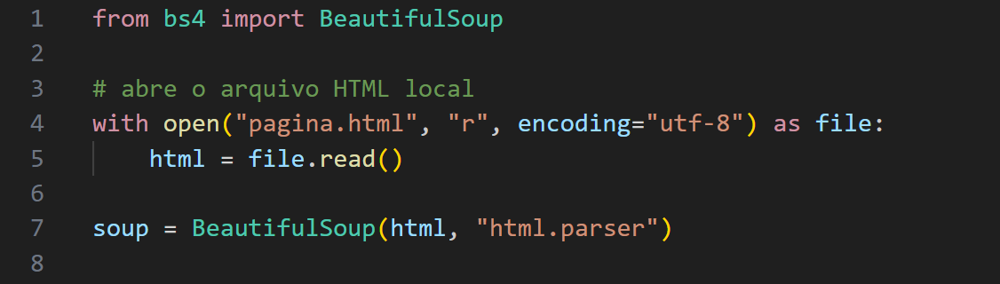 1 from bs4 import BeautifulSoup
2
3 # abre o arquivo HTML local
4 with open("pagina.html", "r", encoding="utf-8") as file:
5     html = file.read()
6
7 soup = BeautifulSoup(html, "html.parser")
8